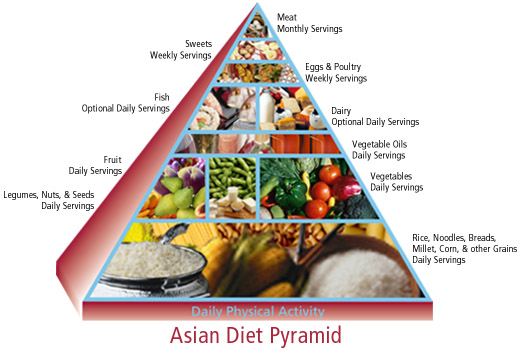 Meat
Monthly Servings
Sweets
Weekly Servings
Eggs & Poultry
Weekly Servings
Fish
Optional Daily Servings
Dairy
Optional Daily Servings
Vegetable Oils
Daily Servings
Fruit
Daily Servings
Vegetables
Daily Servings
Legumes, Nuts, & Seeds
Daily Servings
Rice, Noodles, Breads,
Millet, Corn, & other Grains
Daily Servings
Daily Physical Activity
Asian Diet Pyramid